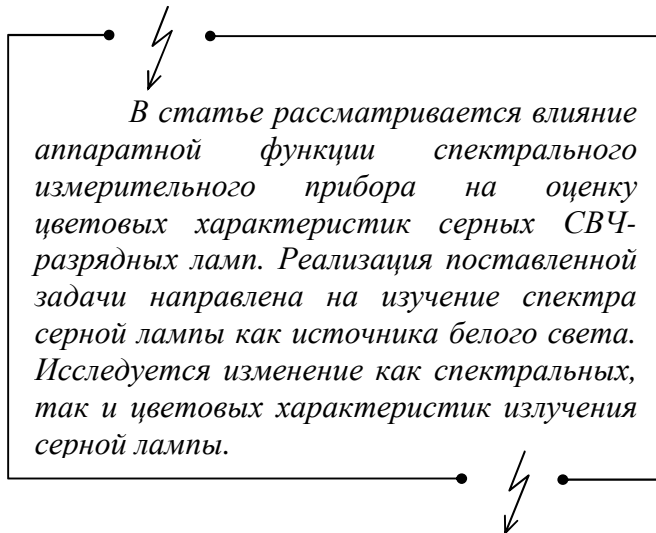 В статье рассматривается влияние
аппаратной функции спектрального
измерительного прибора на оценку
цветовых характеристик серных СВЧ-
разрядных ламп. Реализация поставленной
задачи направлена на изучение спектра
серной лампы как источника белого света.
Исследуется изменение как спектральных,
так и цветовых характеристик излучения
серной лампы.